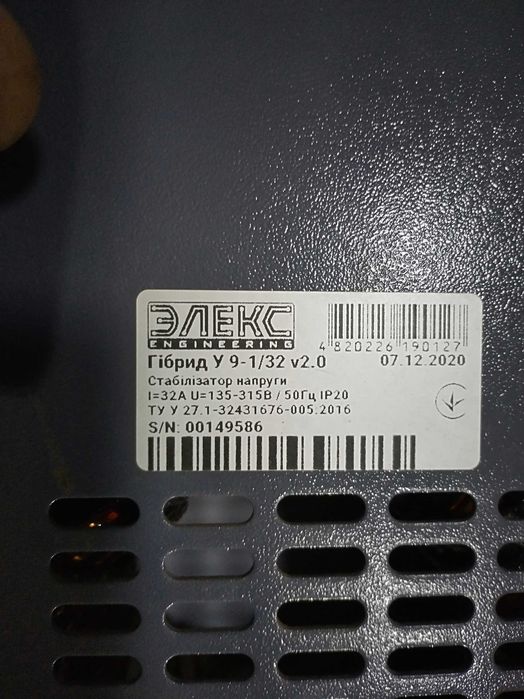 ЭЛЕКС
ENGINEERING
4 820226 190127
Гібрид У 9-1/32 v2.0 07.12.2020
Стабілізатор напруги
I=32А U=135-315В / 50Гц IP20
ТУ У 27.1-32431676-005:2016
S/N: 00149586